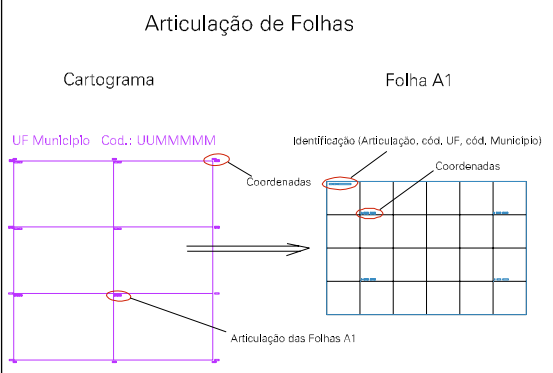 Articulação de Folhas
Cartograma
Folha A1
UF Município Cod.: UUMMMMM
Identificação (Articulação, cód. UF, cód. Município)
Coordenadas
Coordenadas
Articulação das Folhas A1